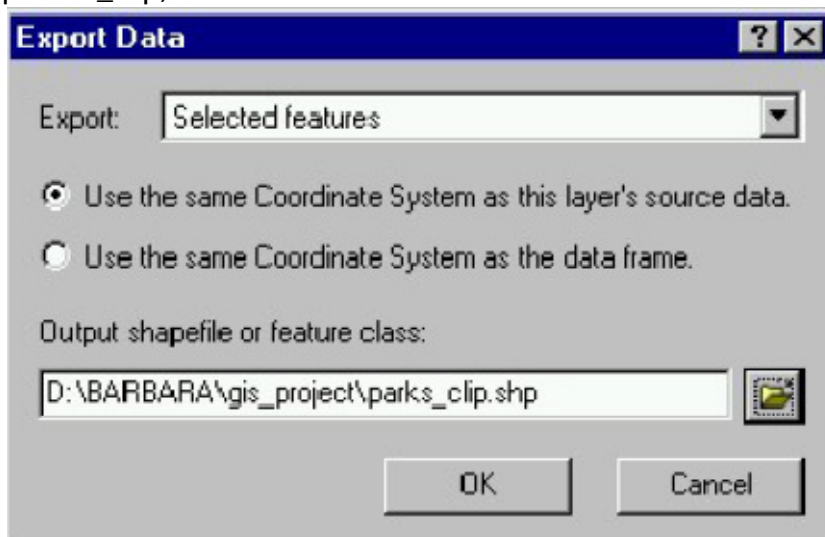 Export Data
Export: Selected features
Use the same Coordinate System as this layer's source data.
Use the same Coordinate System as the data frame.
Output shapefile or feature class:
D:\BARBARA\gis_project\parks_clip.shp
OK Cancel